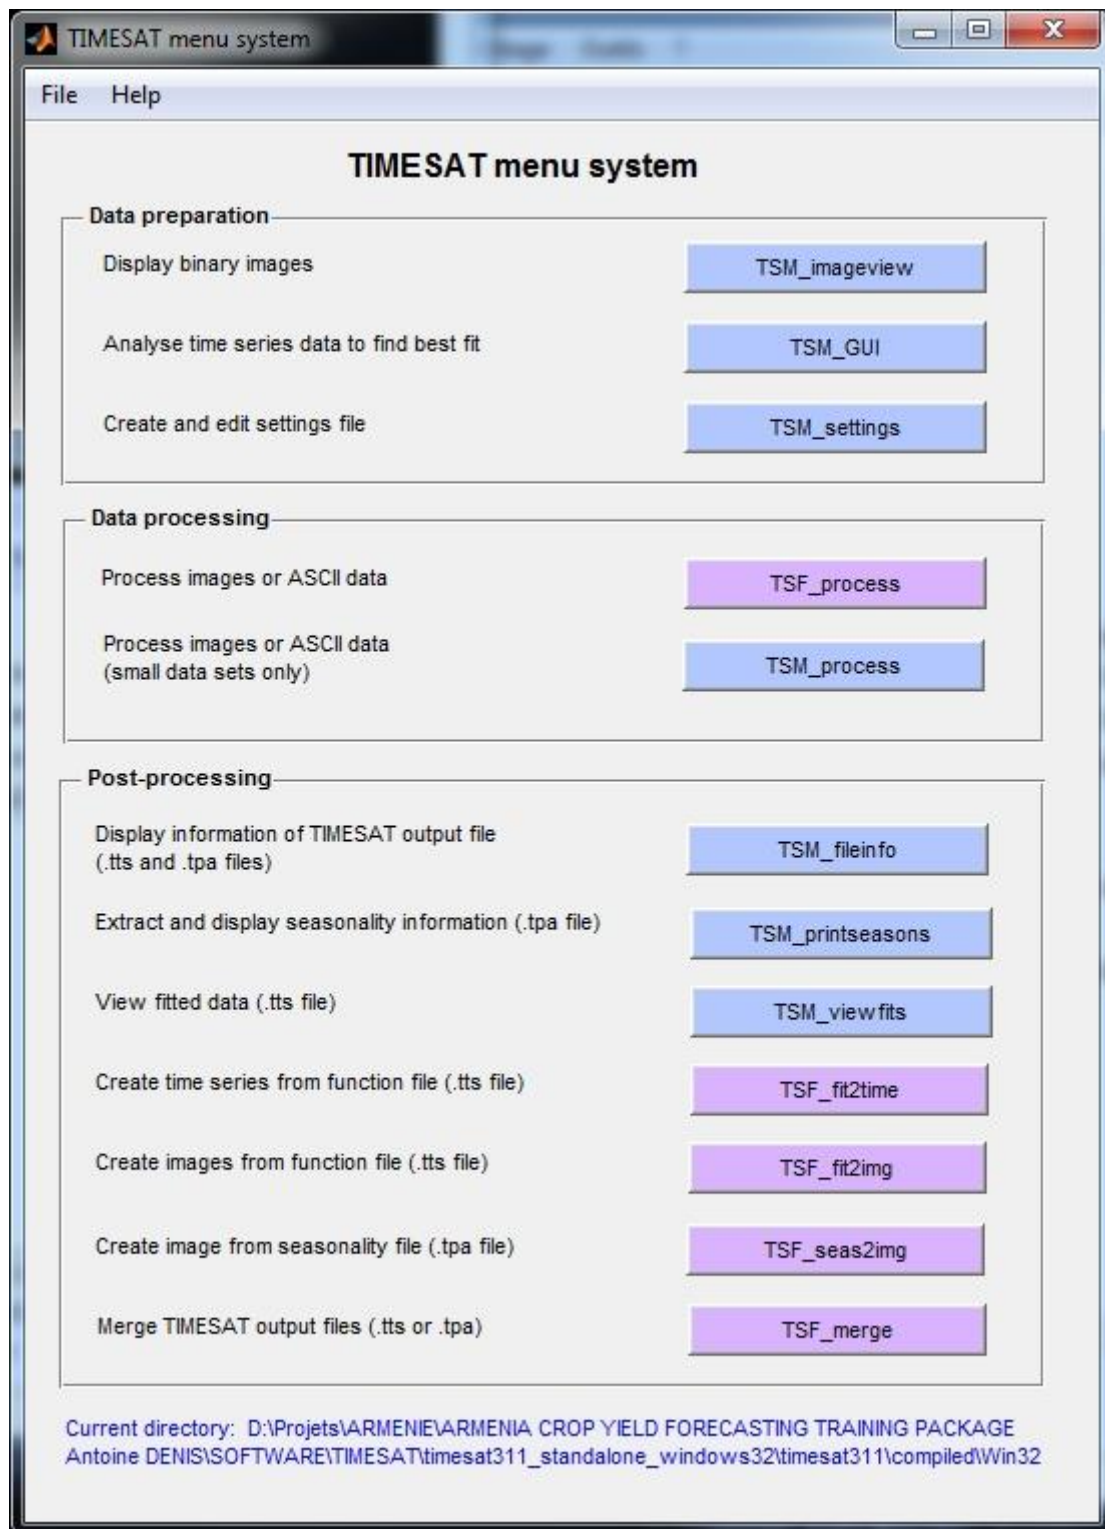 TIMESAT menu system
File Help
TIMESAT menu system
Data preparation
Display binary images TSM_imageview
Analyse time series data to find best fit TSM_GUI
Create and edit settings file TSM_settings
Data processing
Process images or ASCII data TSF_process
Process images or ASCII data
(small data sets only) TSM_process
Post-processing
Display information of TIMESAT output file
(.tts and .tpa files) TSM_fileinfo
Extract and display seasonality information (.tpa file) TSM_printseasons
View fitted data (.tts file) TSM_viewfits
Create time series from function file (.tts file) TSF_fit2time
Create images from function file (.tts file) TSF_fit2img
Create image from seasonality file (.tpa file) TSF_seas2img
Merge TIMESAT output files (.tts or .tpa) TSF_merge
Current directory: D:\Projets\ARMENIE\ARMENIA CROP YIELD FORECASTING TRAINING PACKAGE
Antoine DENIS\SOFTWARE\TIMESAT\timesat311_standalone_windows32\timesat311\compiled\Win32